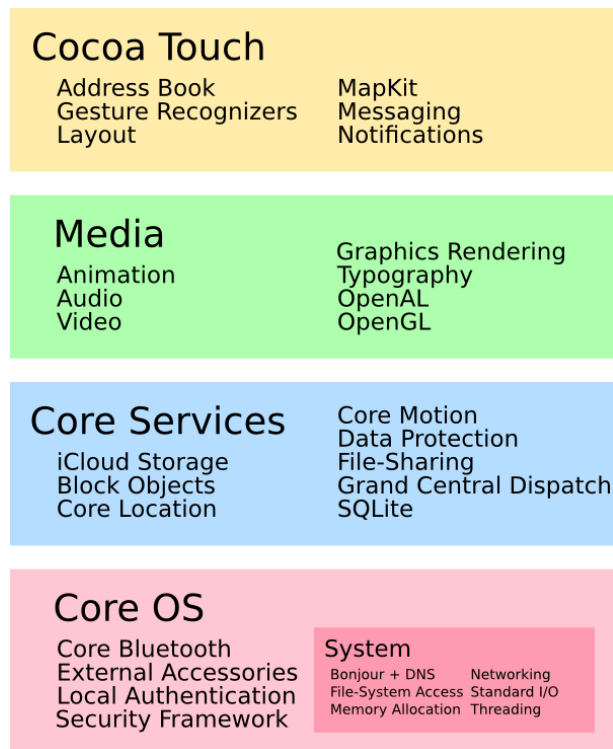 Cocoa Touch
Address Book
Gesture Recognizers
Layout
MapKit
Messaging
Notifications
Media
Animation
Audio
Video
Graphics Rendering
Typography
OpenAL
OpenGL
Core Services
iCloud Storage
Block Objects
Core Location
Core Motion
Data Protection
File-Sharing
Grand Central Dispatch
SQLite
Core OS
Core Bluetooth
External Accessories
Local Authentication
Security Framework
System
Bonjour + DNS
File-System Access
Memory Allocation
Networking
Standard I/O
Threading